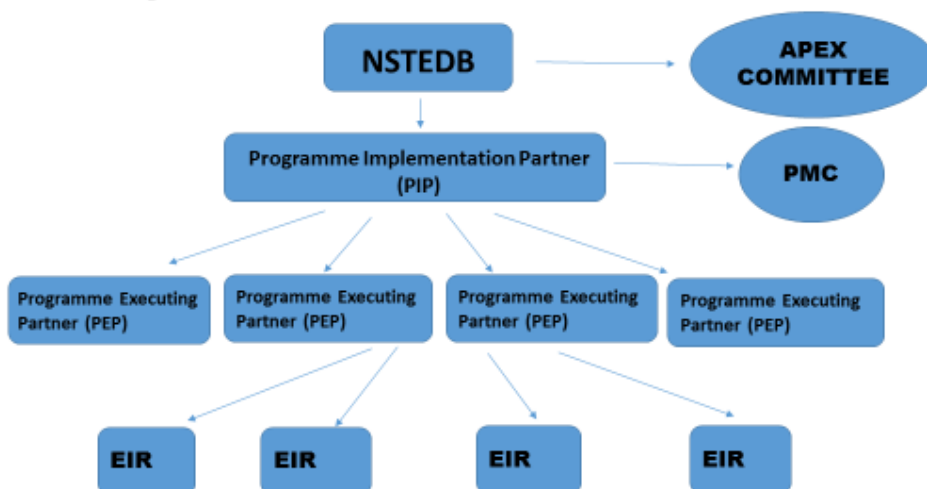 NSTEDB
APEX
COMMITTEE
Programme Implementation Partner
(PIP)
PMC
Programme Executing
Partner (PEP)
Programme Executing
Partner (PEP)
Programme Executing
Partner (PEP)
Programme Executing
Partner (PEP)
EIR
EIR
EIR
EIR